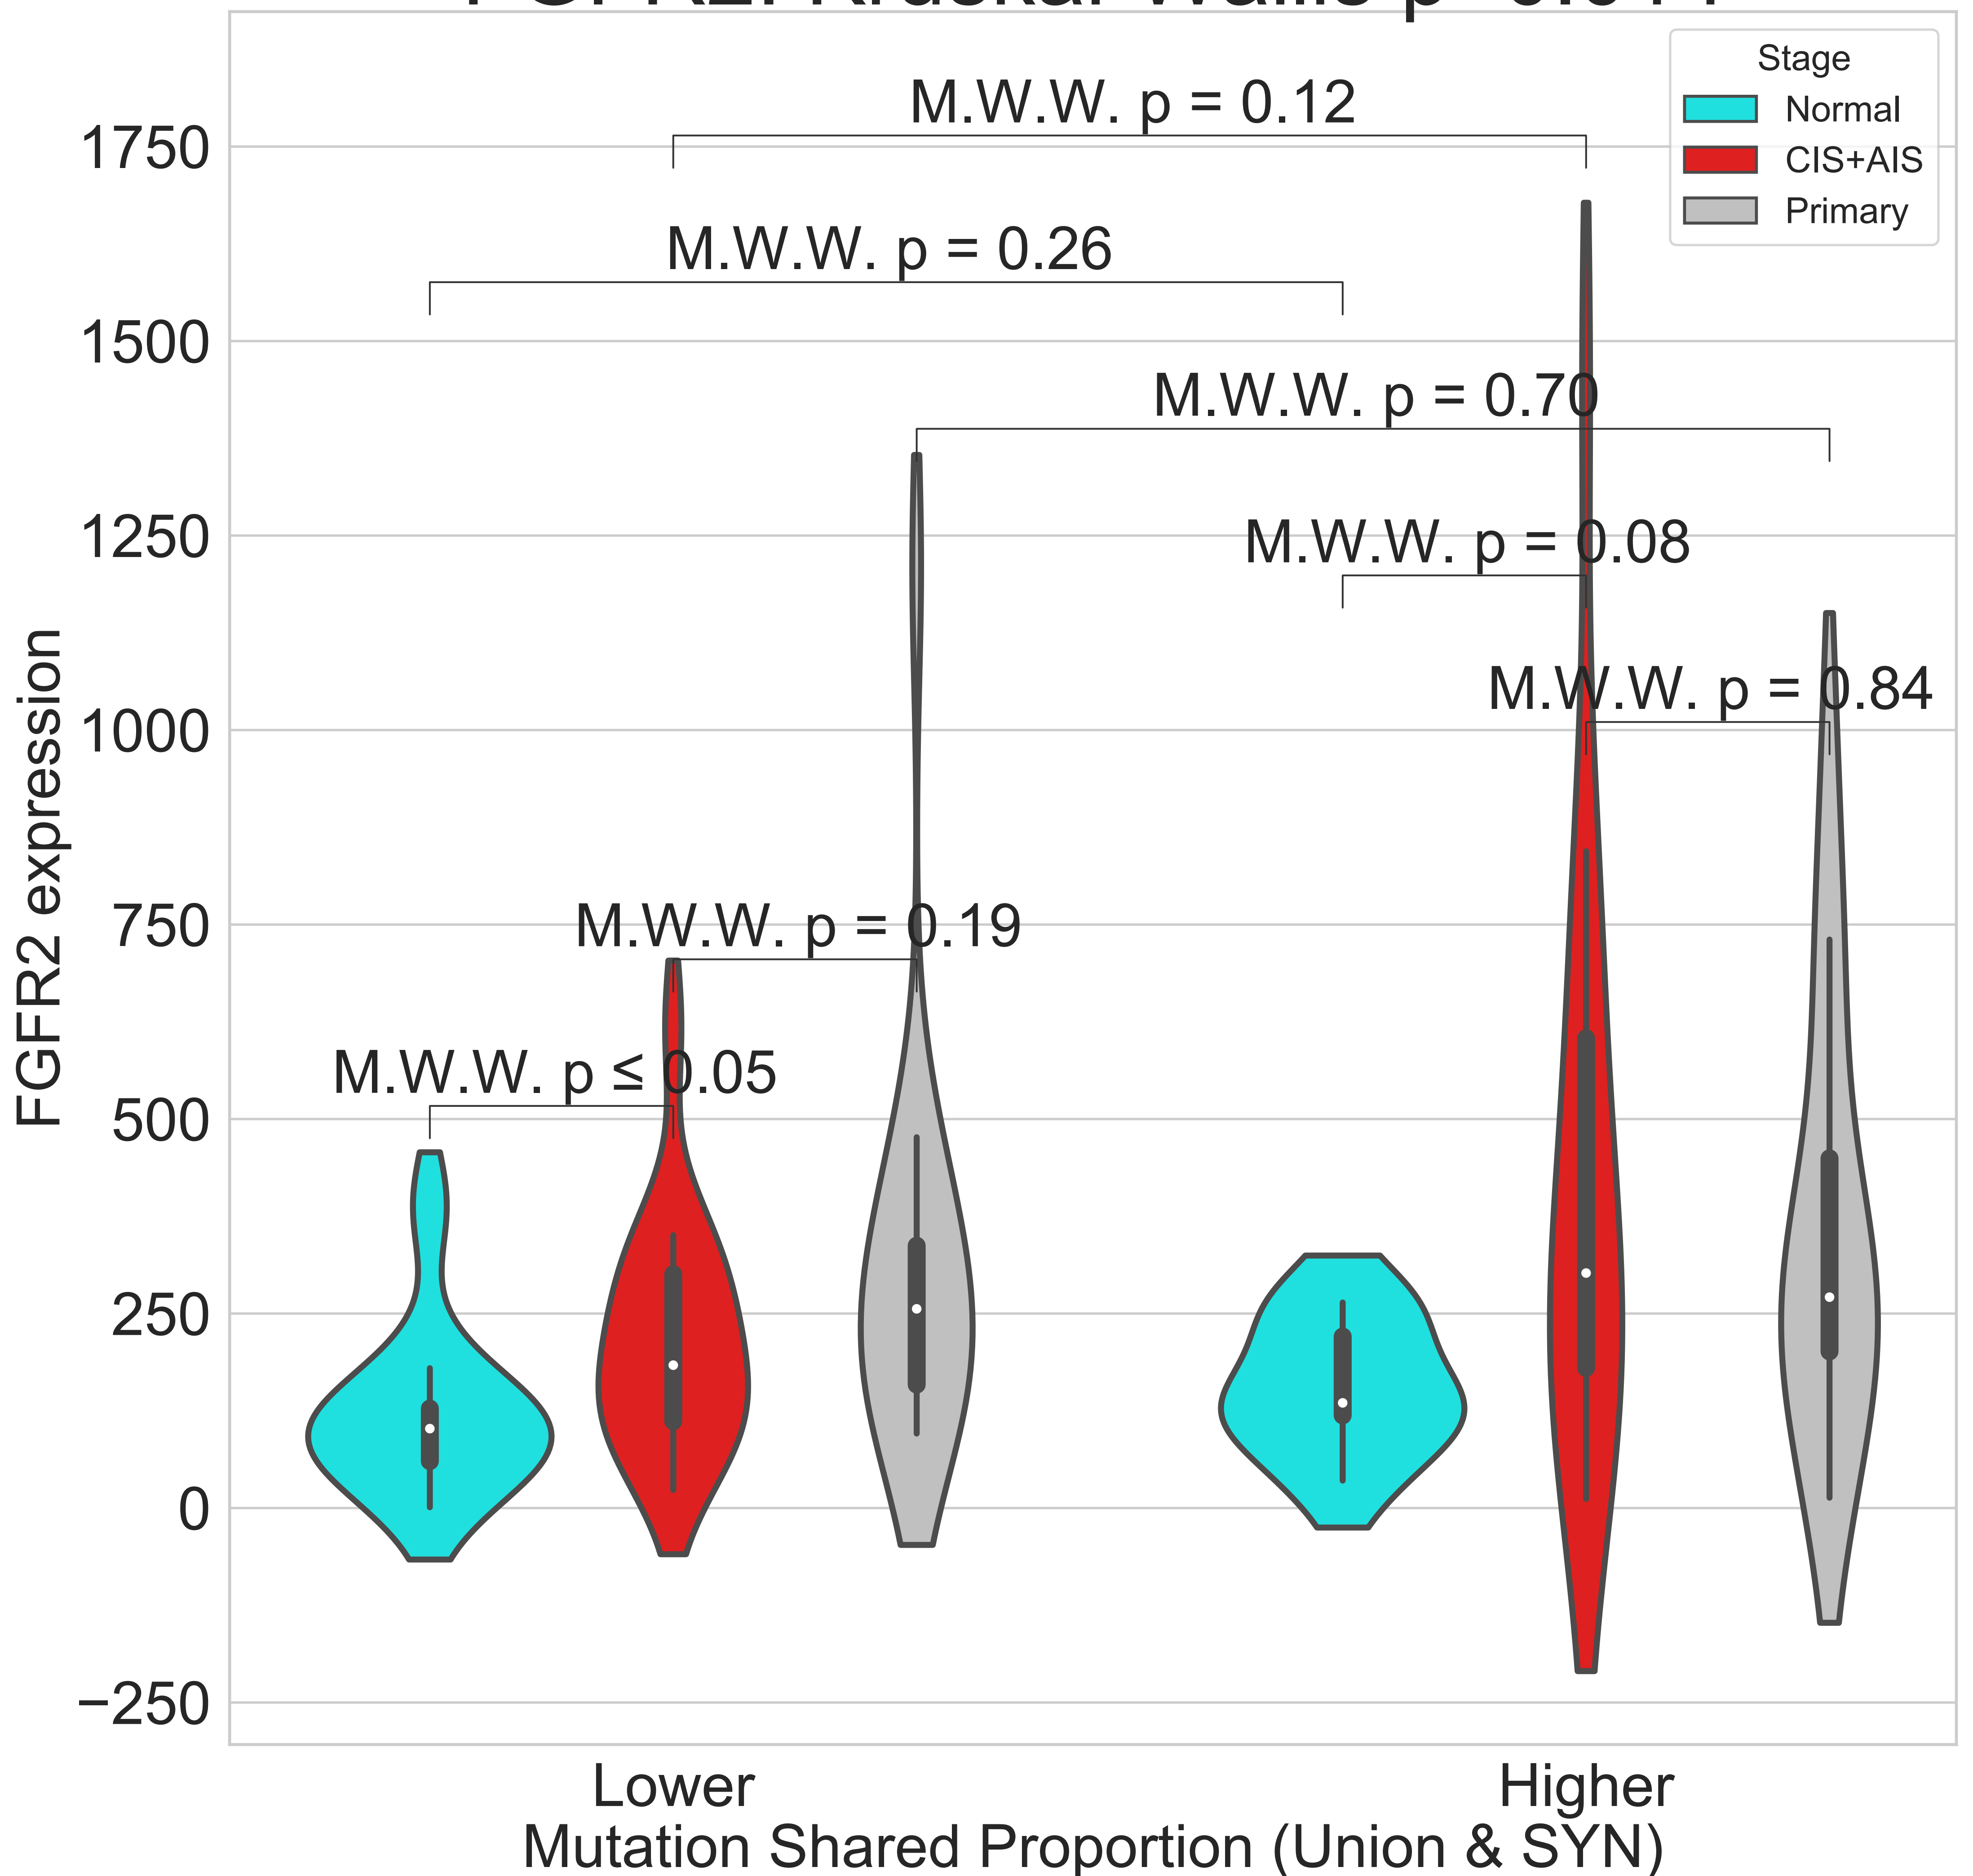 Stage
Normal
CIS+AIS
Primary
M.W.W. p = 0.12
M.W.W. p = 0.26
M.W.W. p = 0.70
M.W.W. p = 0.08
M.W.W. p = 0.84
M.W.W. p = 0.19
M.W.W. p ≤ 0.05
1750
1500
1250
1000
750
500
250
0
−250
FGFR2 expression
Lower
Higher
Mutation Shared Proportion (Union & SYN)